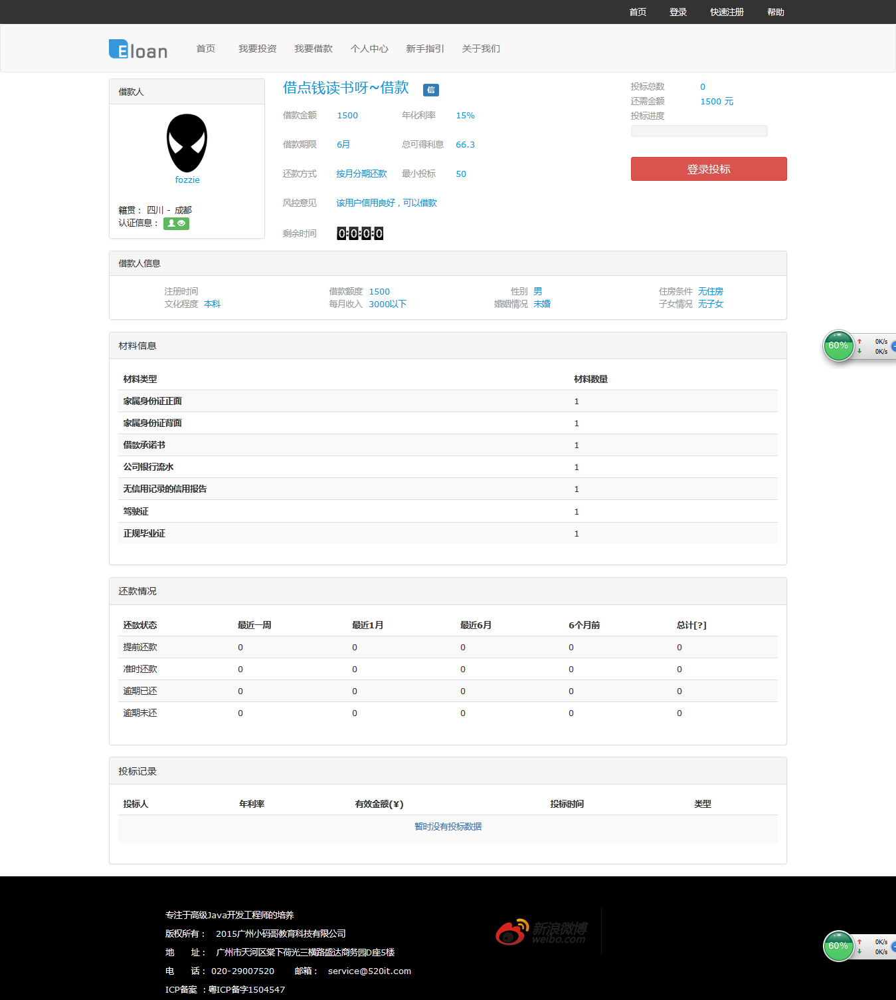 首页 登录 快速注册 帮助
Eloan 首页 我要投资 我要借款 个人中心 新手指引 关于我们
借款人
fozzie
籍贯： 四川 - 成都
认证信息：
借点钱读书呀~借款 信
借款金额 1500 年化利率 15%
借款期限 6月 总可得利息 66.3
还款方式 按月分期还款 最小投标 50
风控意见 该用户信用良好，可以借款
剩余时间 0:0:0:0
投标总数 0
还需金额 1500 元
投标进度
登录投标
借款人信息
注册时间 借款额度 1500 性别 男 住房条件 无住房
文化程度 本科 每月收入 3000以下 婚姻情况 未婚 子女情况 无子女
材料信息
材料类型 材料数量
家属身份证正面 1
家属身份证背面 1
借款承诺书 1
公司银行流水 1
无信用记录的信用报告 1
驾驶证 1
正规毕业证 1
60% 0K/s
0K/s
还款情况
还款状态 最近一周 最近1月 最近6月 6个月前 总计[?]
提前还款 0 0 0 0 0
准时还款 0 0 0 0 0
逾期已还 0 0 0 0 0
逾期未还 0 0 0 0 0
投标记录
投标人 年利率 有效金额(¥) 投标时间 类型
暂时没有投标数据
专注于高级Java开发工程师的培养
版权所有： 2015广州小码哥教育科技有限公司
地 址： 广州市天河区棠下荷光三横路盛达商务园D座5楼
电 话： 020-29007520 邮箱： service@520it.com
ICP备案 ：粤ICP备字1504547
新浪微博
weibo.com
60% 0K/s
0K/s